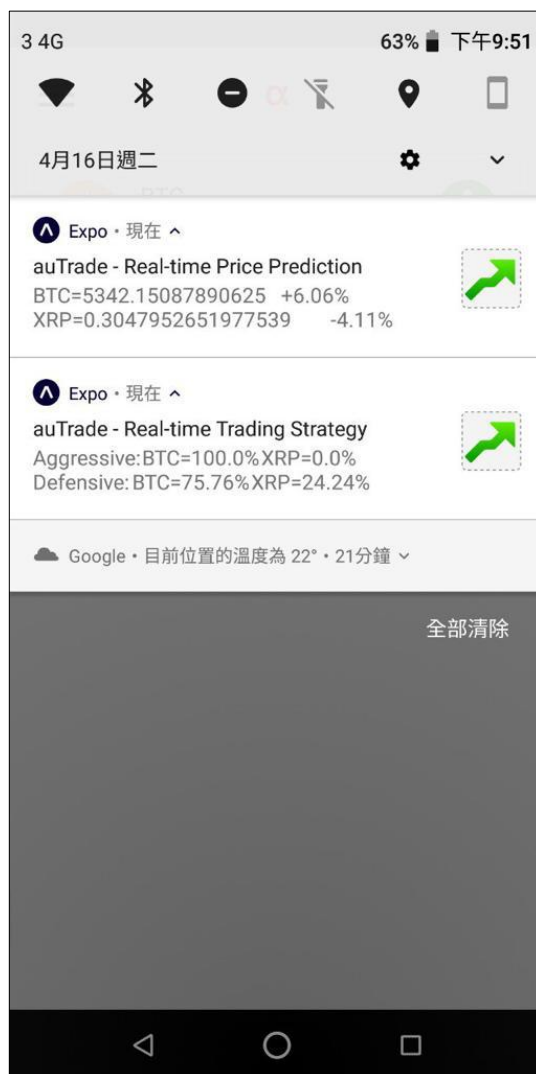 3 4G 63% 下午9:51
4月16日週二
Expo • 現在
auTrade - Real-time Price Prediction
BTC=5342.15087890625 +6.06%
XRP=0.3047952651977539 -4.11%
Expo • 現在
auTrade - Real-time Trading Strategy
Aggressive:BTC=100.0%XRP=0.0%
Defensive:BTC=75.76%XRP=24.24%
Google • 目前位置的溫度為 22° • 21分鐘
全部清除